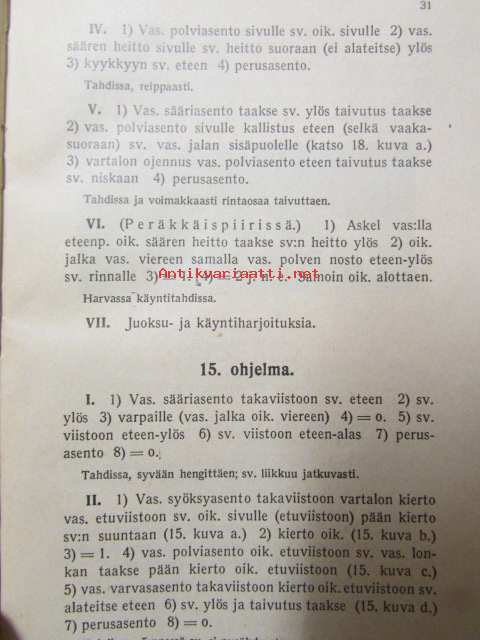 31
IV. 1) Vas. polviasento sivulle sv. oik. sivulle 2) vas.
säären heitto sivulle sv. heitto suoraan (ei alateitse) ylös
3) kyykkyyn sv. eteen 4) perusasento.
Tahdissa, reippaasti.
V. 1) Vas. sääriasento taakse sv. ylös taivutus taakse
2) vas. polviasento sivulle kallistus eteen (selkä vaaka-
suoraan) sv. vas. jalan sisäpuolelle (katso 18. kuva a.)
3) vartalon ojennus vas. polviasento eteen taivutus taakse
sv. niskaan 4) perusasento.
Tahdissa ja voimakkaasti rintaosaa taivuttaen.
VI. (Peräkkäispiirissä.) 1) Askel vas:lla
eteenp. oik. säären heitto taakse sv:n heitto ylös 2) oik.
jalka vas. viereen samalla vas. polven nosto eteen-ylös
sv. rinnalle 3) = 1. 4) = 2 j. n. e. Samoin oik. alottaen.
Antikvariaatti.net
Harvassa käyntitahdissa.
VII. Juoksu- ja käyntiharjoituksia.
15. ohjelma.
I. 1) Vas. sääriasento takaviistoon sv. eteen 2) sv.
ylös 3) varpaille (vas. jalka oik. viereen) 4) = o. 5) sv.
viistoon eteen-ylös 6) sv. viistoon eteen-alas 7) perus-
asento 8) = o.
Tahdissa, syvään hengittäen; sv. liikkuu jatkuvasti.
II. 1) Vas. syöksyasento takaviistoon vartalon kierto
vas. etuviistoon sv. oik. sivulle (etuviistoon) pään kierto
sv:n suuntaan (15. kuva a.) 2) kierto oik. (15. kuva b.)
3) = 1. 4) vas. polviasento oik. etuviistoon sv. vas. lon-
kan taakse pään kierto oik. etuviistoon (15. kuva c.)
5) vas. varvasasento takaviistoon kierto oik. etuviistoon sv.
alateitse eteen 6) sv. ylös ja taivutus taakse (15. kuva d.)
7) perusasento 8) = o.